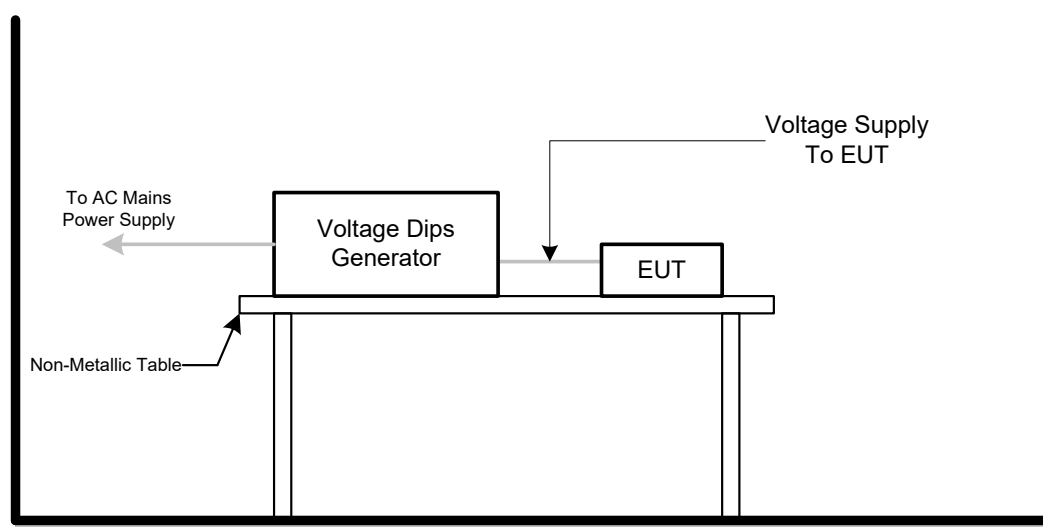 Voltage Supply
To EUT
To AC Mains
Power Supply
Voltage Dips
Generator
EUT
Non-Metallic Table